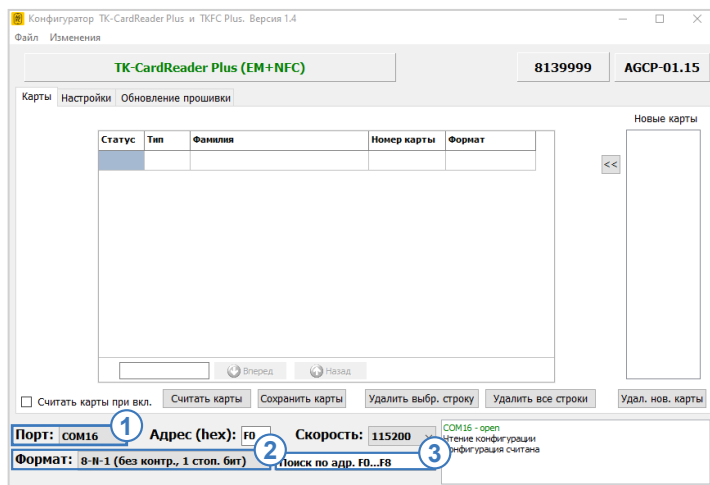 Конфигуратор TK-CardReader Plus и TKFC Plus. Версия 1.4
Файл Изменения
TK-CardReader Plus (EM+NFC) 8139999 AGCP-01.15
Карты Настройки Обновление прошивки
Новые карты
Статус Тип Фамилия Номер карты Формат
<<
Вперед Назад
Считать карты при вкл. Считать карты Сохранить карты Удалить выбр. строку Удалить все строки Удал. нов. карты
Порт: COM16 1 Адрес (hex): F0 Скорость: 115200
Формат: 8-N-1 (без контр., 1 стоп. бит) 2 Поиск по адр. F0...F8 3
COM16 - open
Чтение конфигурации
Конфигурация считана